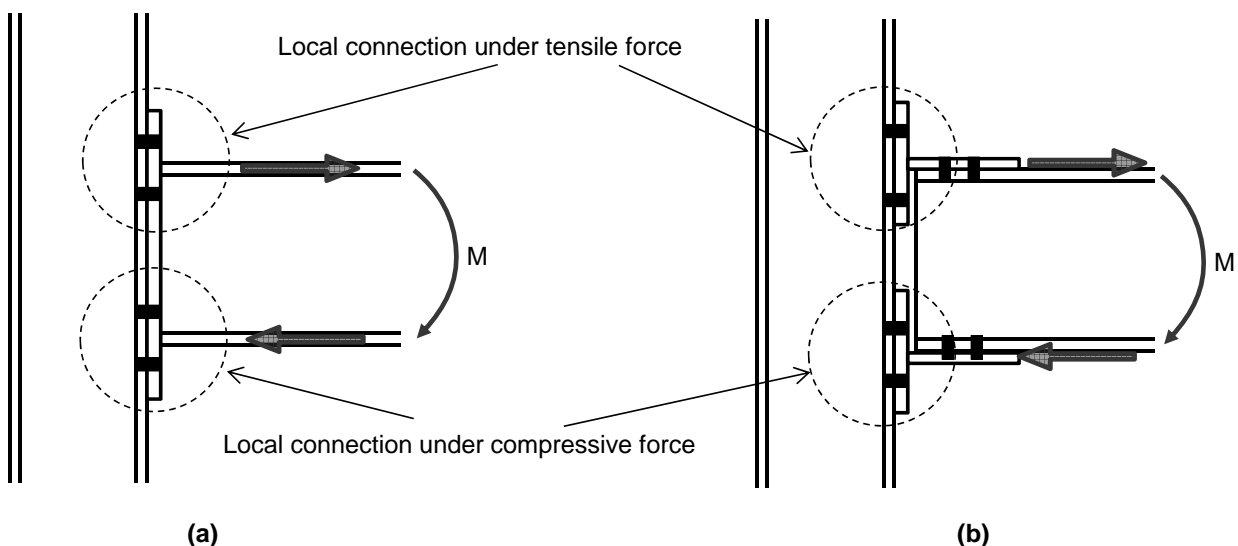 Local connection under tensile force
M
M
Local connection under compressive force
(a)
(b)